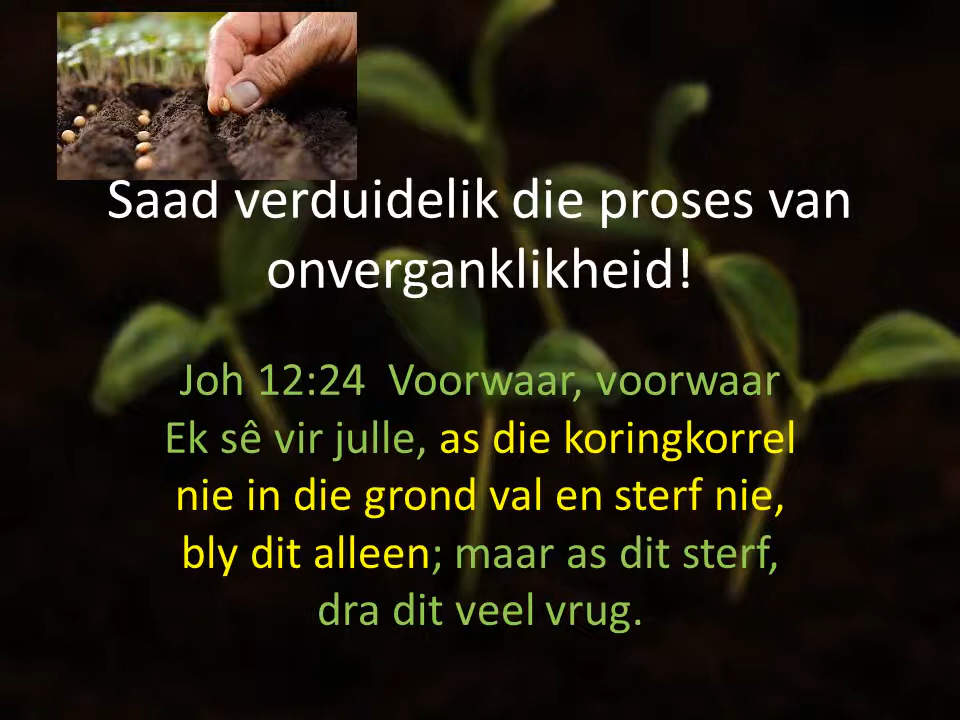 Saad verduidelik die proses van
onverganklikheid!
Joh 12:24  Voorwaar, voorwaar
Ek sê vir julle, as die koringkorrel
nie in die grond val en sterf nie,
bly dit alleen; maar as dit sterf,
dra dit veel vrug.